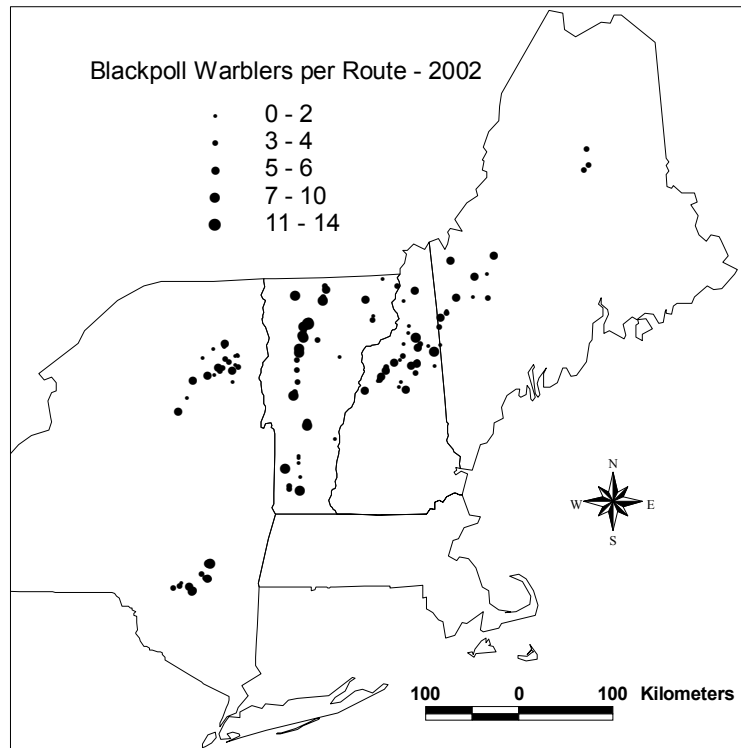 Blackpoll Warblers per Route - 2002
0 - 2
3 - 4
5 - 6
7 - 10
11 - 14
N
W E
S
100 0 100 Kilometers